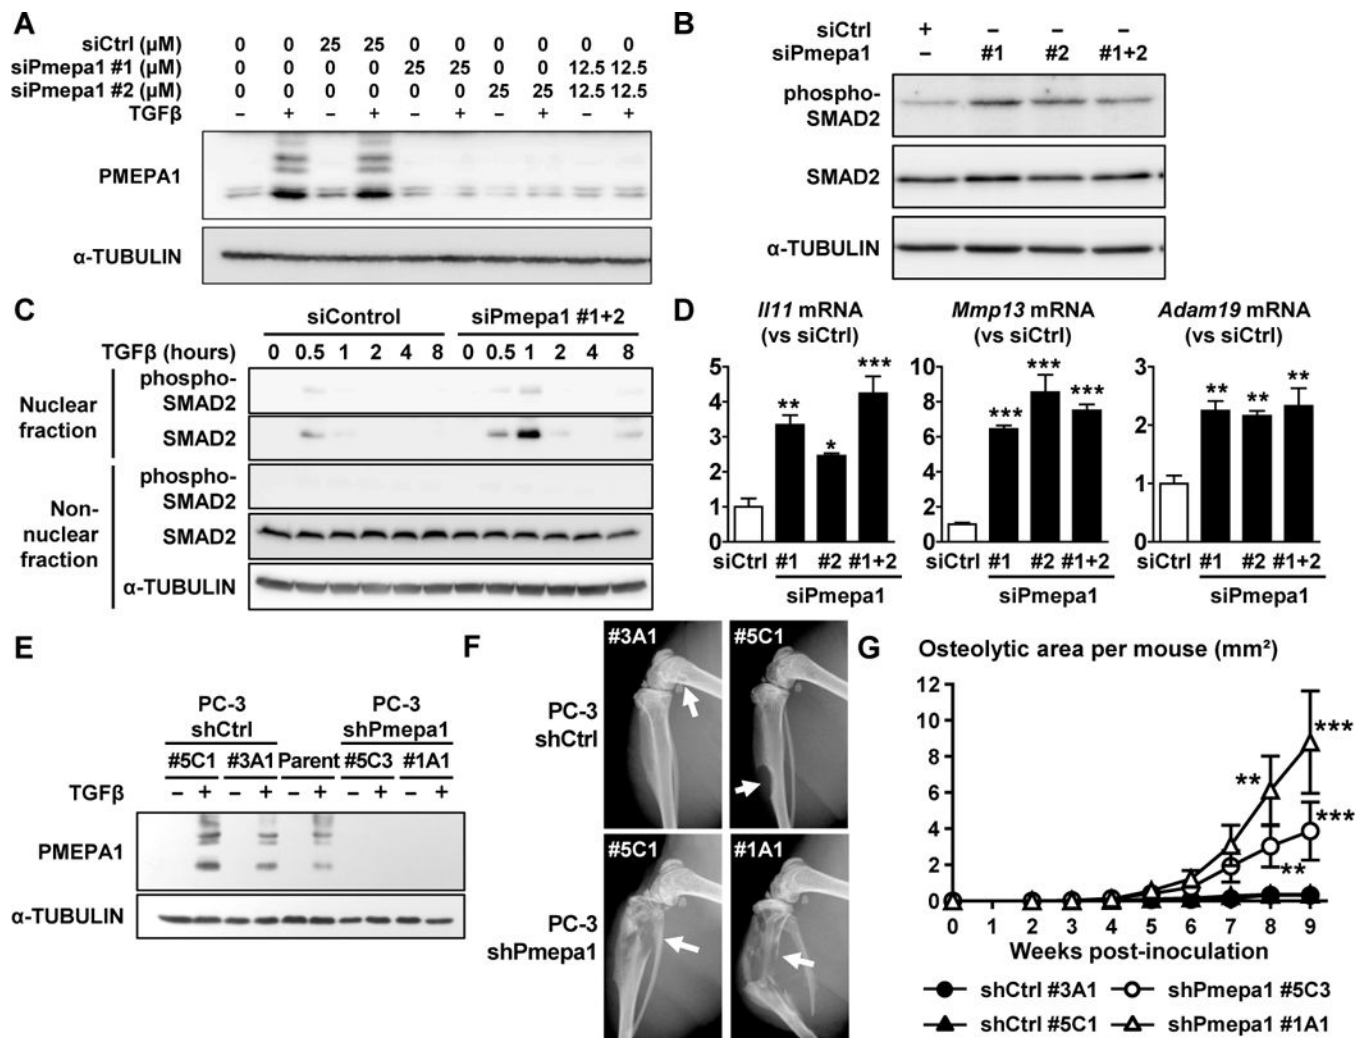 A
siCtrl (µM) 0 0 25 25 0 0 0 0 0 0
siPmepa1 #1 (µM) 0 0 0 0 25 25 0 0 12.5 12.5
siPmepa1 #2 (µM) 0 0 0 0 0 0 25 25 12.5 12.5
TGFβ – + – + – + – + – +
PMEPA1
α-TUBULIN
B
siCtrl + – – –
siPmepa1 – #1 #2 #1+2
phospho-
SMAD2
SMAD2
α-TUBULIN
C
siControl siPmepa1 #1+2
TGFβ (hours) 0 0.5 1 2 4 8 0 0.5 1 2 4 8
Nuclear
fraction
phospho-
SMAD2
SMAD2
Non-
nuclear
fraction
phospho-
SMAD2
SMAD2
α-TUBULIN
D
Il11 mRNA
(vs siCtrl)
5
4
3
2
1
0
** * ***
siCtrl #1 #2 #1+2
siPmepa1
Mmp13 mRNA
(vs siCtrl)
10
8
6
4
2
0
*** *** ***
siCtrl #1 #2 #1+2
siPmepa1
Adam19 mRNA
(vs siCtrl)
3
2
1
0
** ** **
siCtrl #1 #2 #1+2
siPmepa1
E
PC-3
shCtrl
PC-3
shPmepa1
#5C1 #3A1 Parent #5C3 #1A1
TGFβ – + – + – + – + – +
PMEPA1
α-TUBULIN
F
PC-3
shCtrl
#3A1 #5C1
PC-3
shPmepa1
#5C1 #1A1
G
Osteolytic area per mouse (mm²)
12
10
8
6
4
2
0
***
**
***
**
0 1 2 3 4 5 6 7 8 9
Weeks post-inoculation
shCtrl #3A1 shPmepa1 #5C3
shCtrl #5C1 shPmepa1 #1A1